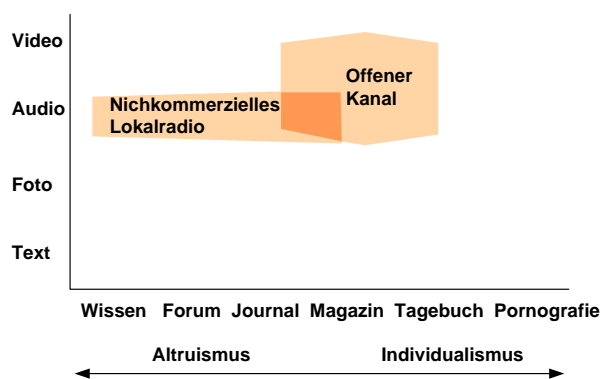 Video
Offener
Kanal
Audio
Nichkommerzielles
Lokalradio
Foto
Text
Wissen Forum Journal Magazin Tagebuch Pornografie
Altruismus Individualismus